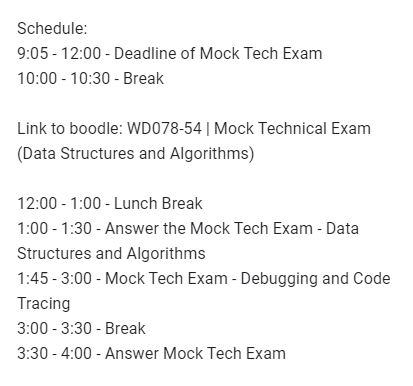 Schedule:
9:05 - 12:00 - Deadline of Mock Tech Exam
10:00 - 10:30 - Break
Link to boodle: WD078-54 | Mock Technical Exam
(Data Structures and Algorithms)
12:00 - 1:00 - Lunch Break
1:00 - 1:30 - Answer the Mock Tech Exam - Data
Structures and Algorithms
1:45 - 3:00 - Mock Tech Exam - Debugging and Code
Tracing
3:00 - 3:30 - Break
3:30 - 4:00 - Answer Mock Tech Exam